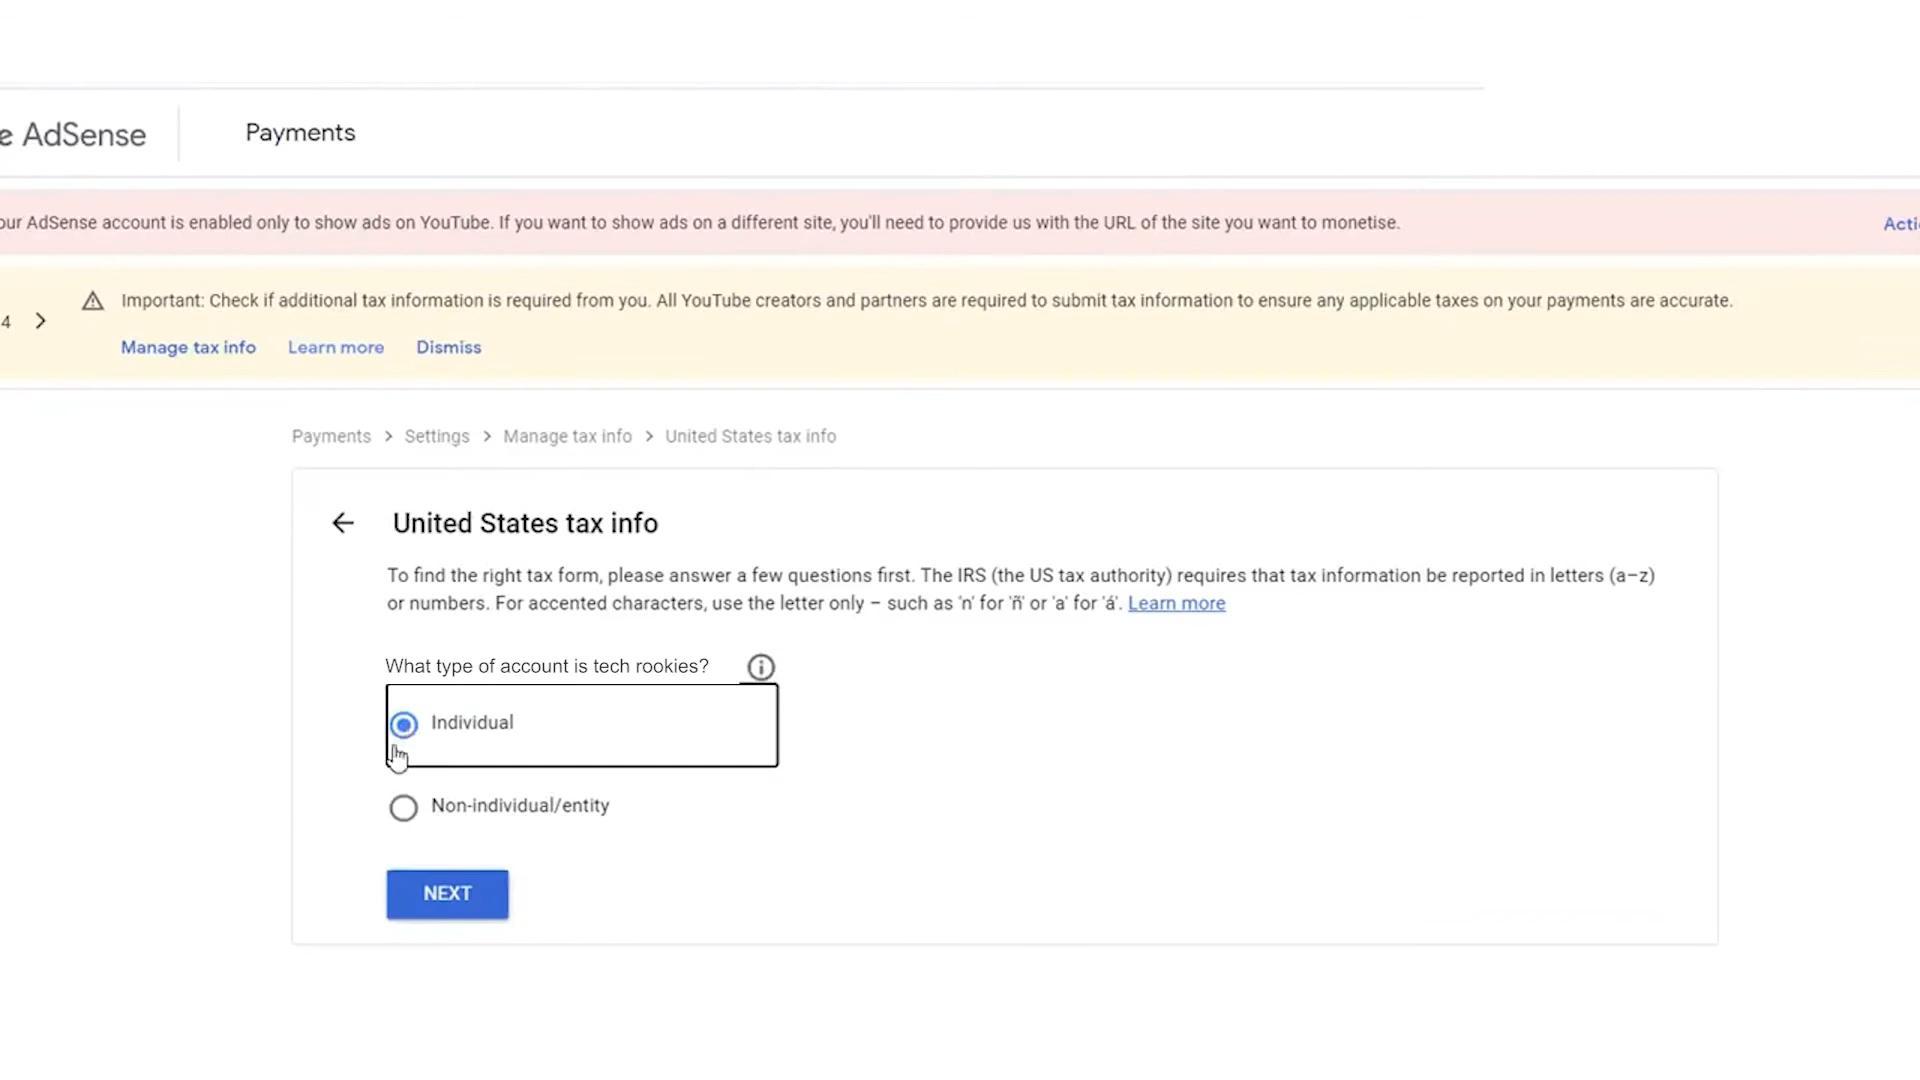 e AdSense
Payments
our AdSense account is enabled only to show ads on YouTube. If you want to show ads on a different site, you'll need to provide us with the URL of the site you want to monetise.
Acti
Important: Check if additional tax information is required from you. All YouTube creators and partners are required to submit tax information to ensure any applicable taxes on your payments are accurate.
4
Manage tax info Learn more Dismiss
Payments > Settings > Manage tax info > United States tax info
United States tax info
To find the right tax form, please answer a few questions first. The IRS (the US tax authority) requires that tax information be reported in letters (a–z)
or numbers. For accented characters, use the letter only – such as 'n' for 'ñ' or 'a' for 'á'. Learn more
What type of account is tech rookies?
Individual
Non-individual/entity
NEXT